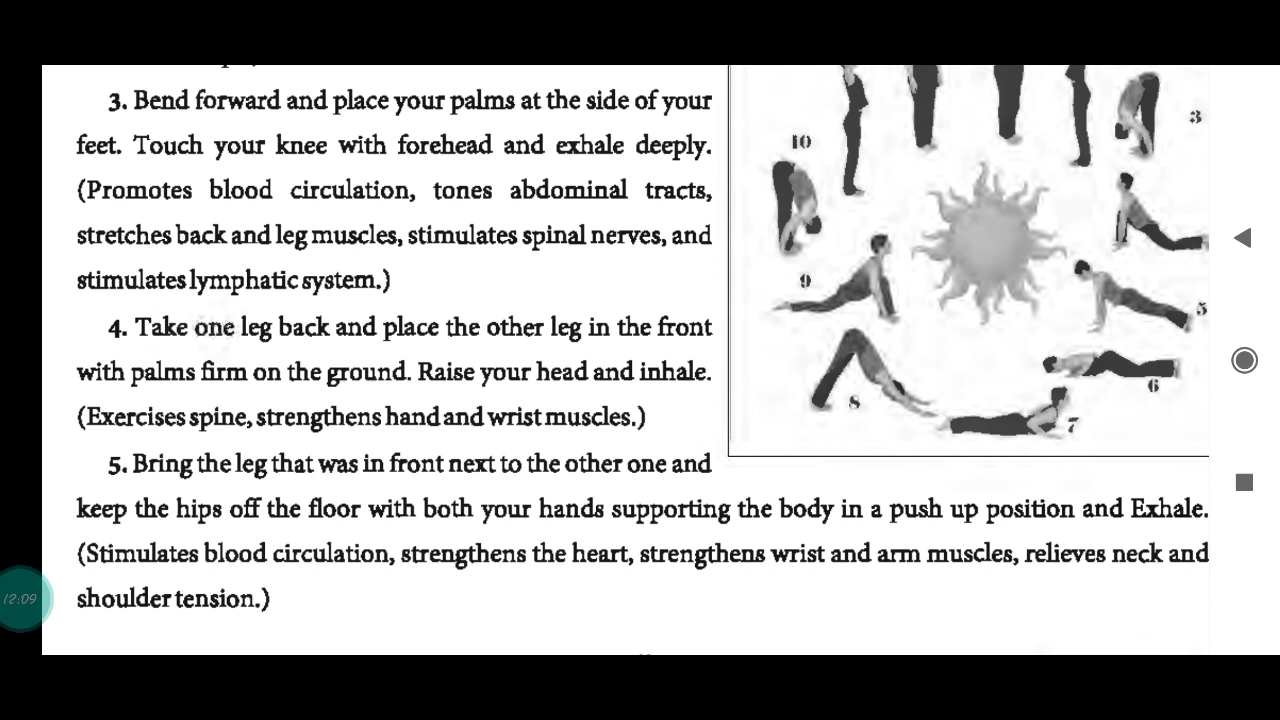 3. Bend forward and place your palms at the side of your
feet. Touch your knee with forehead and exhale deeply.
(Promotes blood circulation, tones abdominal tracts,
stretches back and leg muscles, stimulates spinal nerves, and
stimulates lymphatic system.)
4. Take one leg back and place the other leg in the front
with palms firm on the ground. Raise your head and inhale.
(Exercises spine, strengthens hand and wrist muscles.)
5. Bring the leg that was in front next to the other one and
keep the hips off the floor with both your hands supporting the body in a push up position and Exhale.
(Stimulates blood circulation, strengthens the heart, strengthens wrist and arm muscles, relieves neck and
shoulder tension.)
10
3
9
5
8
6
7
12:09